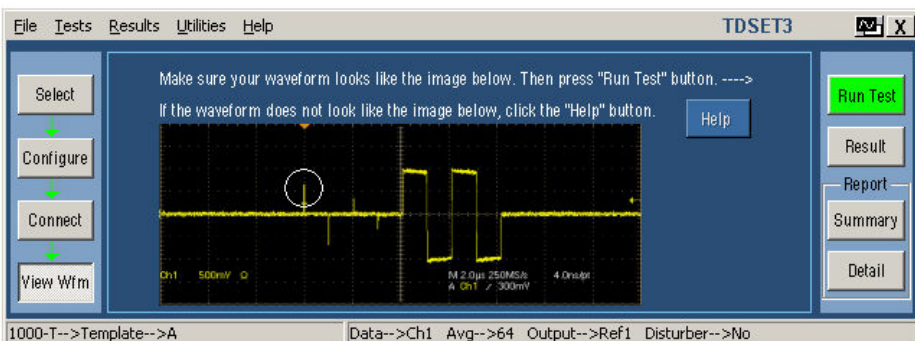 File Tests Results Utilities Help TDSET3 X
Select
Configure
Connect
View Wfm
Make sure your waveform looks like the image below. Then press "Run Test" button. ---->
If the waveform does not look like the image below, click the "Help" button.
Help
Ch1 500mV Ω
M 2.0µs 250MS/s 4.0ns/pt
A Ch1 / 300mV
Run Test
Result
Report
Summary
Detail
1000-T-->Template-->A
Data-->Ch1 Avg-->64 Output-->Ref1 Disturber-->No